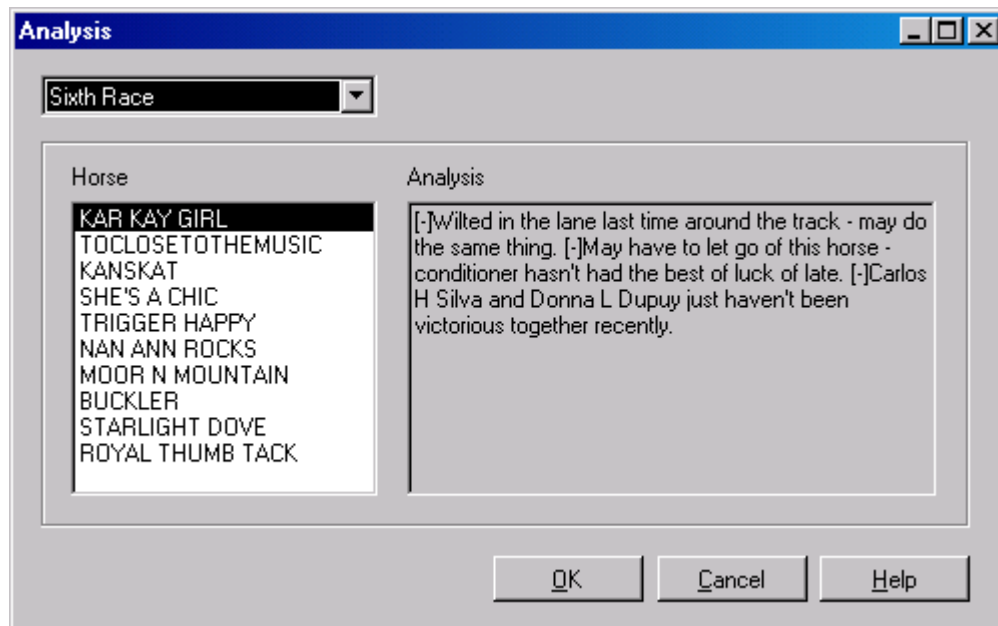 Analysis
Sixth Race
Horse
KAR KAY GIRL
TOCLOSETOTHEMUSIC
KANSKAT
SHE'S A CHIC
TRIGGER HAPPY
NAN ANN ROCKS
MOOR N MOUNTAIN
BUCKLER
STARLIGHT DOVE
ROYAL THUMB TACK
Analysis
[-]Wilted in the lane last time around the track - may do
the same thing. [-]May have to let go of this horse -
conditioner hasn't had the best of luck of late. [-]Carlos
H Silva and Donna L Dupuy just haven't been
victorious together recently.
OK
Cancel
Help